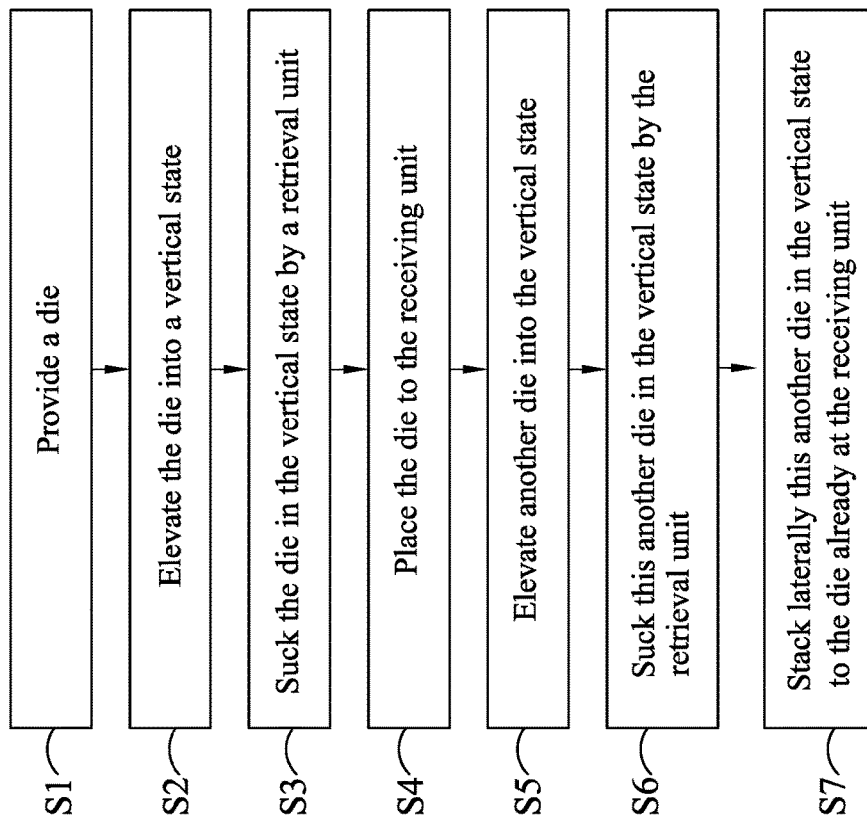 S1
Provide a die
S2
Elevate the die into a vertical state
S3
Suck the die in the vertical state by a retrieval unit
S4
Place the die to the receiving unit
S5
Elevate another die into the vertical state
S6
Suck this another die in the vertical state by the
retrieval unit
S7
Stack laterally this another die in the vertical state
to the die already at the receiving unit